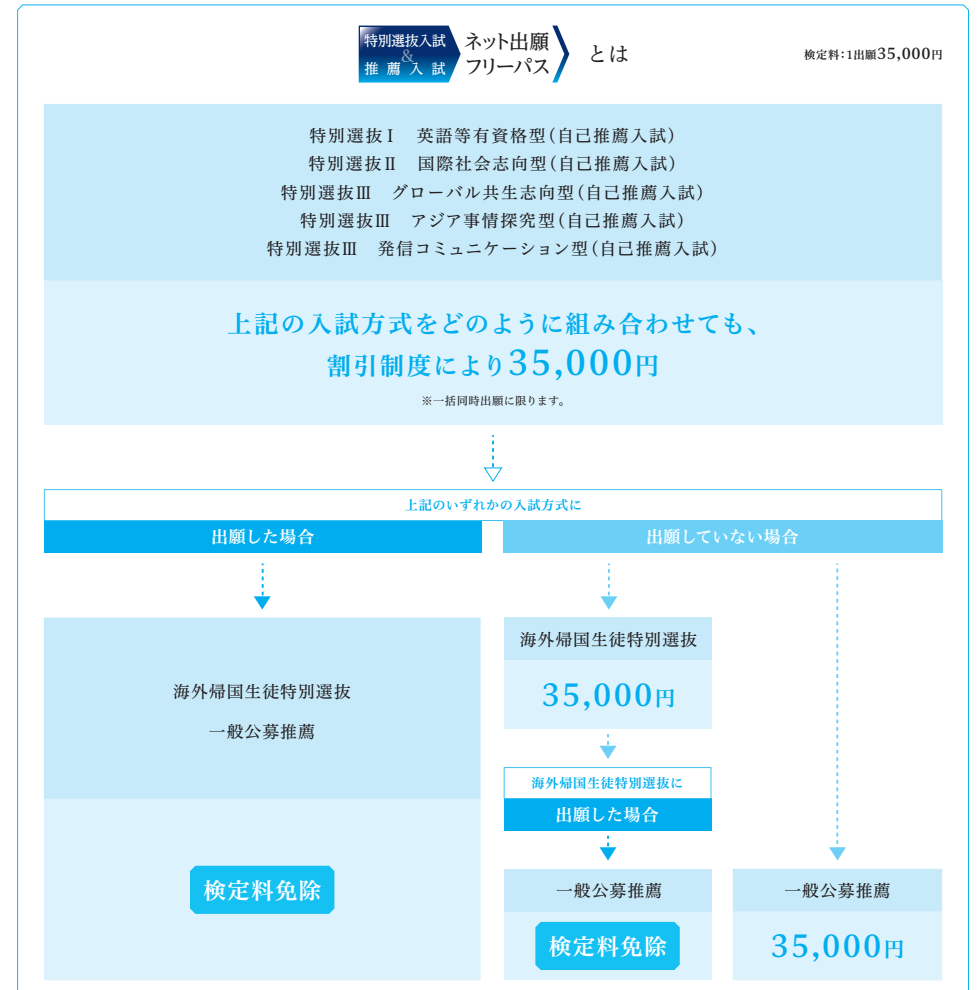 特別選抜入試
&
推薦入試
ネット出願
フリーパス
とは
検定料:1出願35,000円
特別選抜Ⅰ 英語等有資格型(自己推薦入試)
特別選抜Ⅱ 国際社会志向型(自己推薦入試)
特別選抜Ⅲ グローバル共生志向型(自己推薦入試)
特別選抜Ⅲ アジア事情探究型(自己推薦入試)
特別選抜Ⅲ 発信コミュニケーション型(自己推薦入試)
上記の入試方式をどのように組み合わせても、
割引制度により35,000円
※一括同時出願に限ります。
上記のいずれかの入試方式に
出願した場合
出願していない場合
海外帰国生徒特別選抜
一般公募推薦
検定料免除
海外帰国生徒特別選抜
35,000円
海外帰国生徒特別選抜に
出願した場合
一般公募推薦
検定料免除
一般公募推薦
35,000円